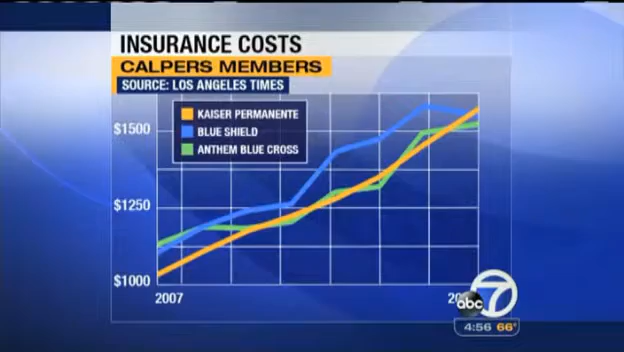 INSURANCE COSTS
CALPERS MEMBERS
SOURCE: LOS ANGELES TIMES
KAISER PERMANENTE
BLUE SHIELD
ANTHEM BLUE CROSS
$1500
$1250
$1000
2007
abc 7
4:56 66°